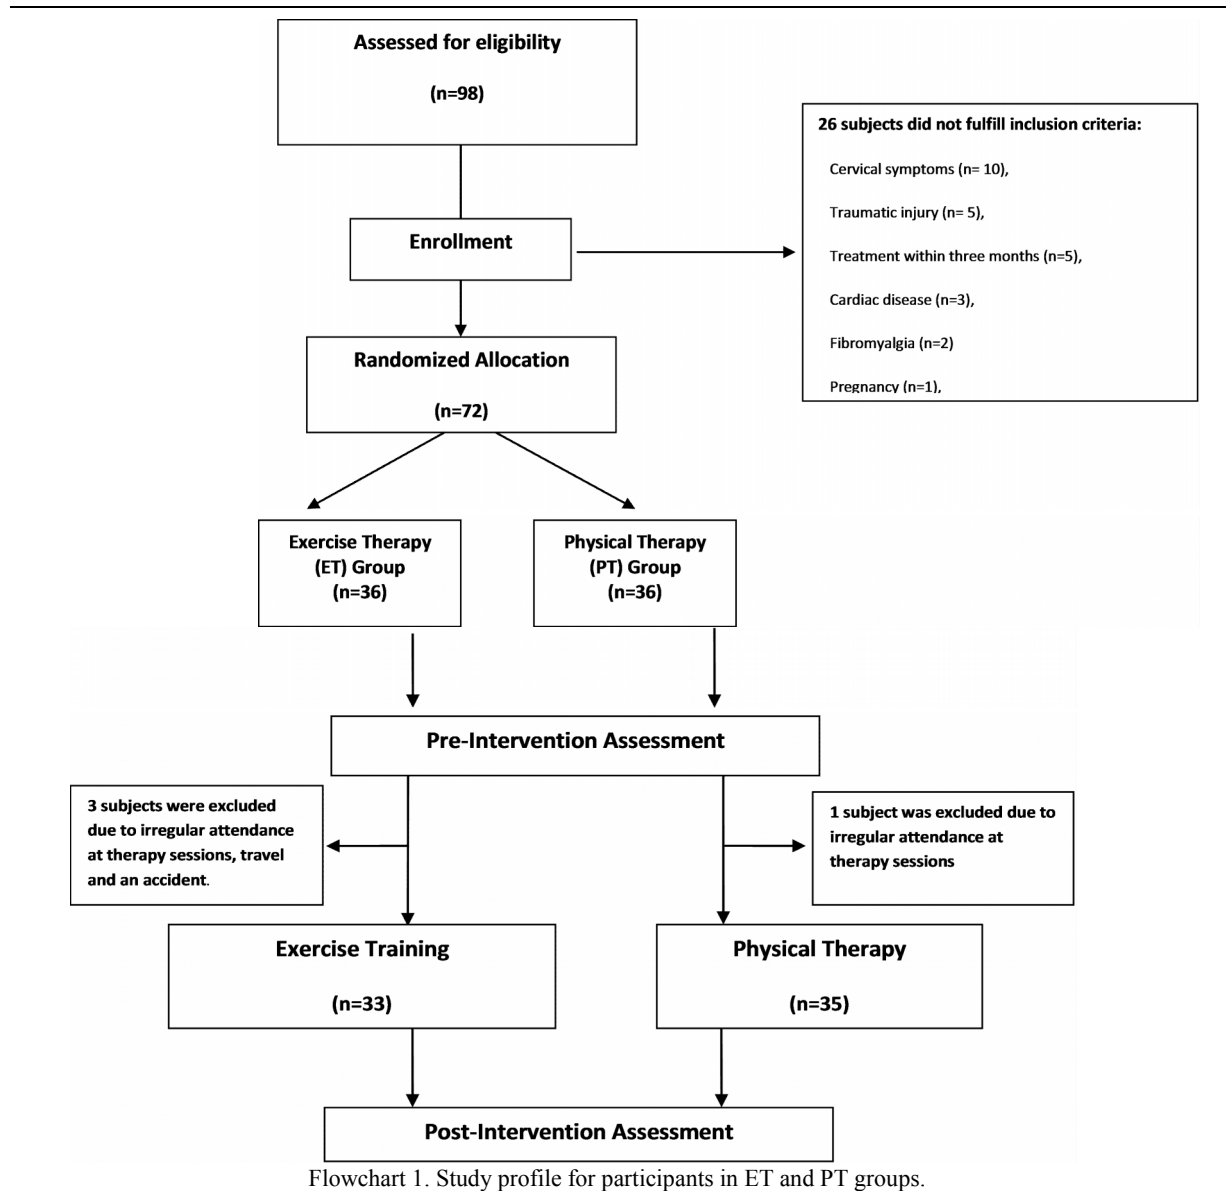 Assessed for eligibility
(n=98)
26 subjects did not fulfill inclusion criteria:
Cervical symptoms (n= 10),
Traumatic injury (n= 5),
Treatment within three months (n=5),
Cardiac disease (n=3),
Fibromyalgia (n=2)
Pregnancy (n=1),
Enrollment
Randomized Allocation
(n=72)
Exercise Therapy
(ET) Group
(n=36)
Physical Therapy
(PT) Group
(n=36)
Pre-Intervention Assessment
3 subjects were excluded
due to irregular attendance
at therapy sessions, travel
and an accident.
1 subject was excluded due to
irregular attendance at
therapy sessions
Exercise Training
(n=33)
Physical Therapy
(n=35)
Post-Intervention Assessment
Flowchart 1. Study profile for participants in ET and PT groups.